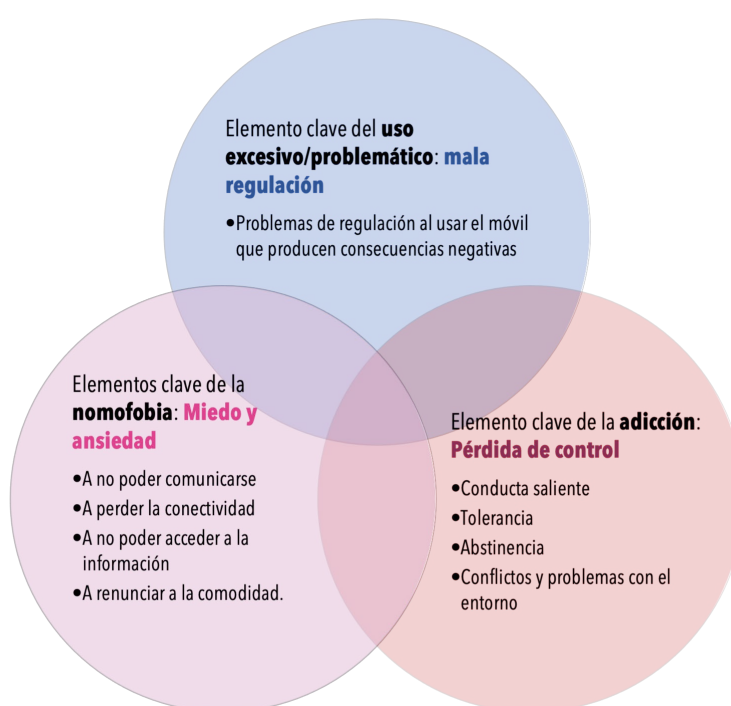 Elemento clave del uso
excesivo/problemático: mala
regulación
•Problemas de regulación al usar el móvil
que producen consecuencias negativas
Elementos clave de la
nomofobia: Miedo y
ansiedad
•A no poder comunicarse
•A perder la conectividad
•A no poder acceder a la
información
•A renunciar a la comodidad.
Elemento clave de la adicción:
Pérdida de control
•Conducta saliente
•Tolerancia
•Abstinencia
•Conflictos y problemas con el
entorno